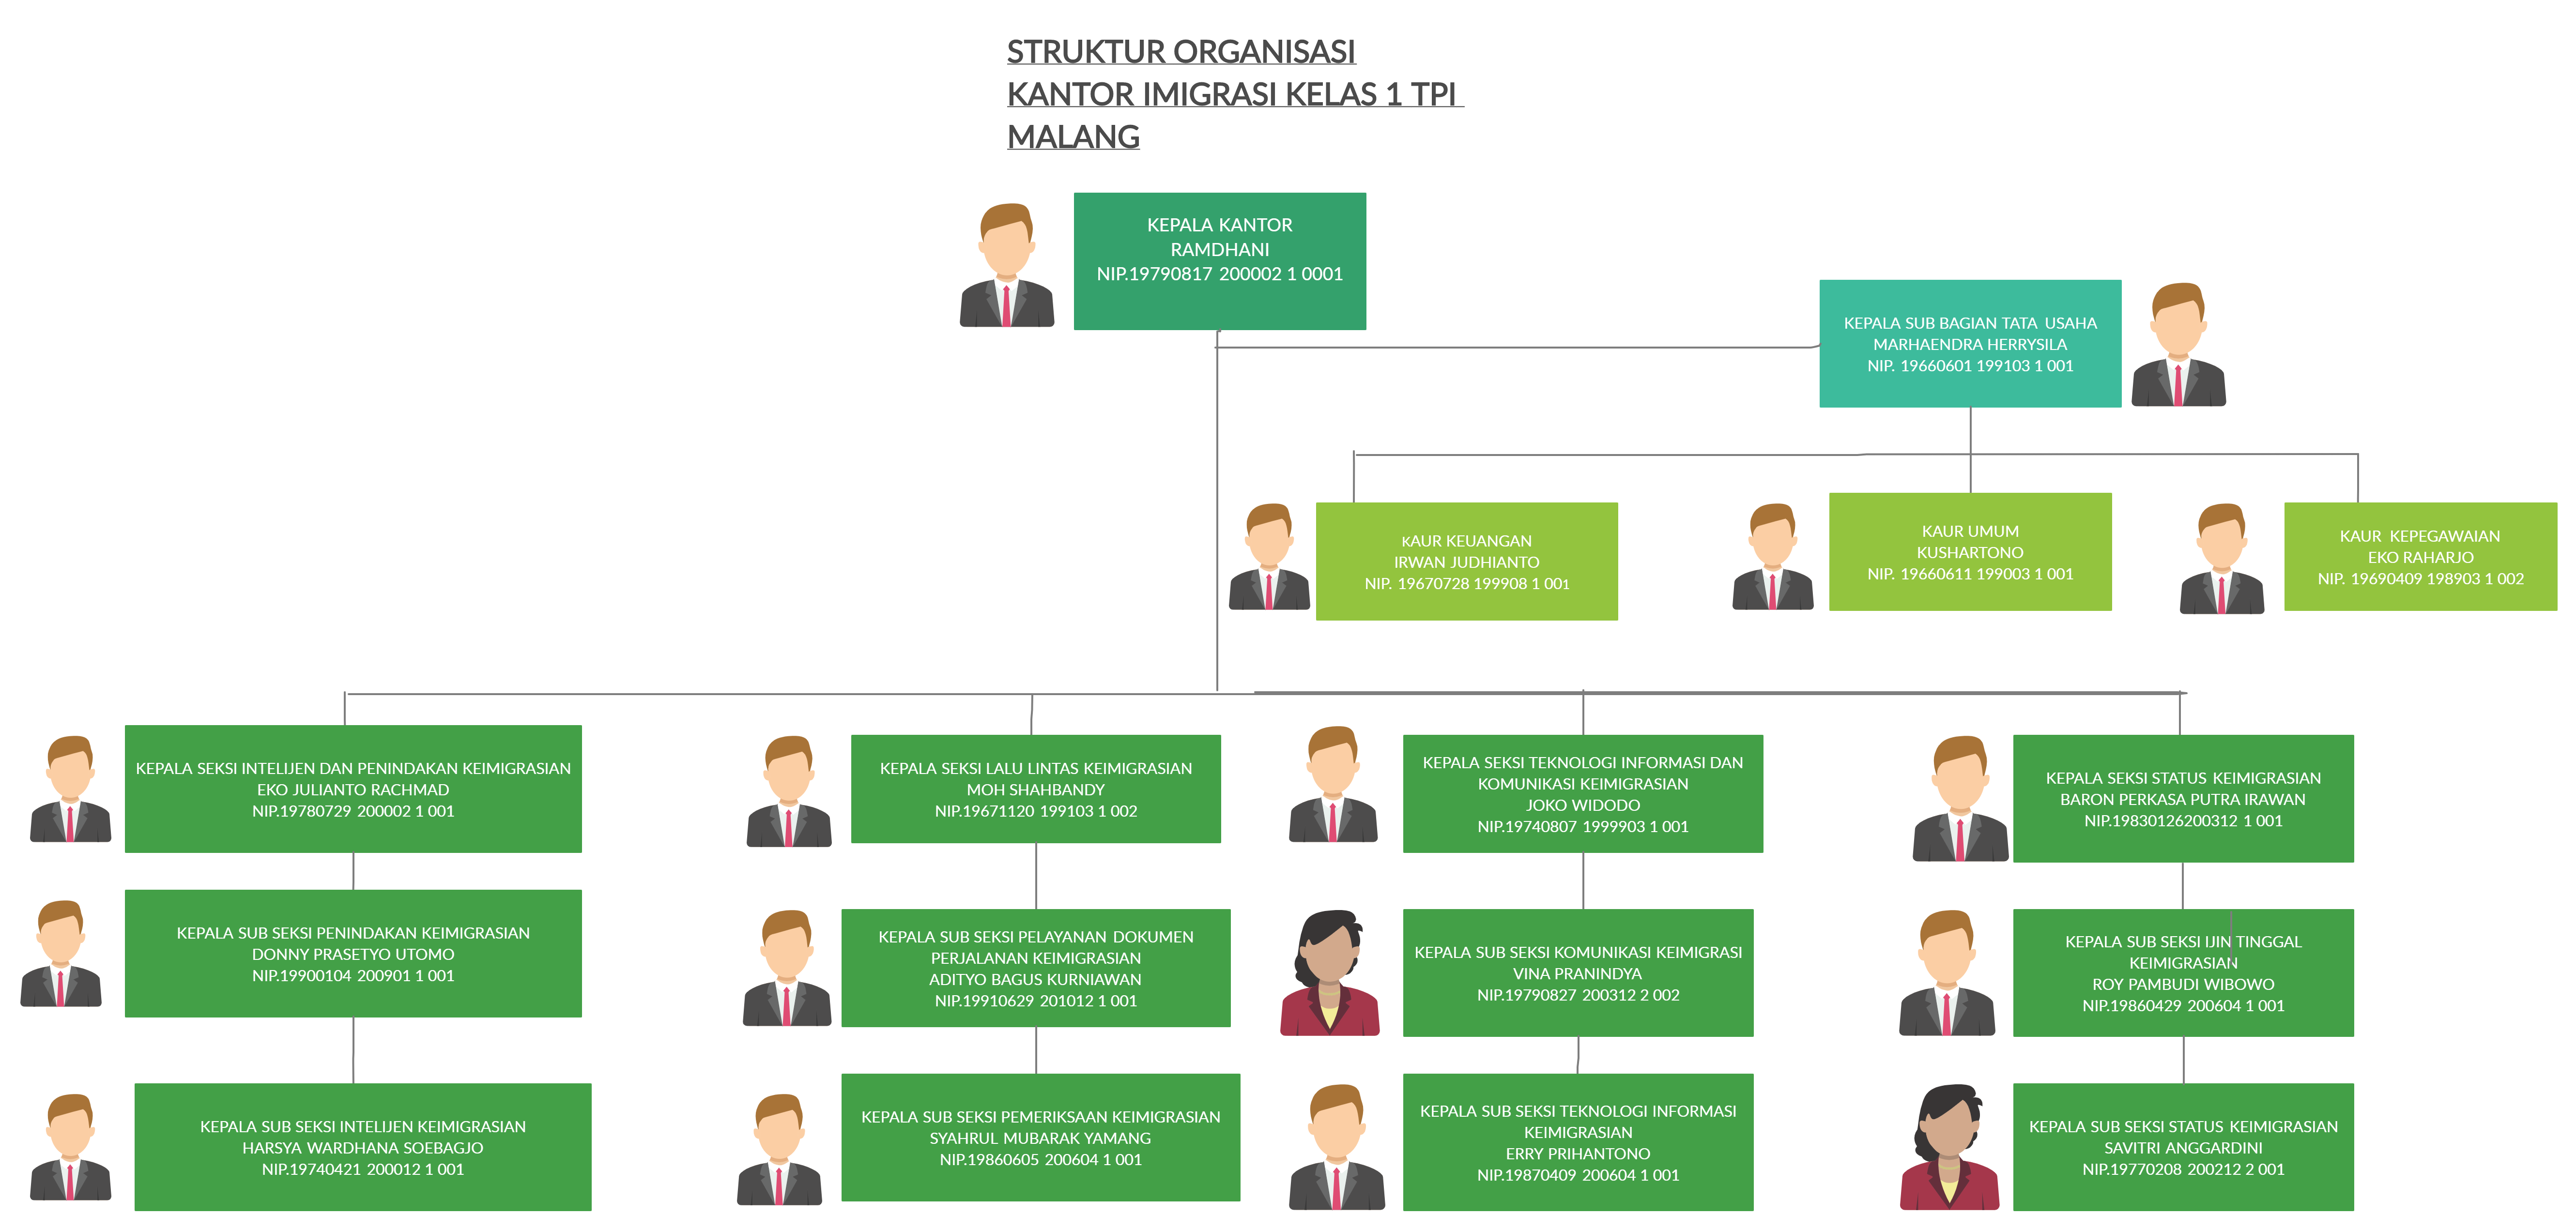 STRUKTUR ORGANISASI
KANTOR IMIGRASI KELAS 1 TPI
MALANG
KEPALA KANTOR
RAMDHANI
NIP.19790817 200002 1 0001
KEPALA SUB BAGIAN TATA USAHA
MARHAENDRA HERRYSILA
NIP. 19660601 199103 1 001
KAUR KEUANGAN
IRWAN JUDHIANTO
NIP. 19670728 199908 1 001
KAUR UMUM
KUSHARTONO
NIP. 19660611 199003 1 001
KAUR KEPEGAWAIAN
EKO RAHARJO
NIP. 19690409 198903 1 002
KEPALA SEKSI INTELIJEN DAN PENINDAKAN KEIMIGRASIAN
EKO JULIANTO RACHMAD
NIP.19780729 200002 1 001
KEPALA SEKSI LALU LINTAS KEIMIGRASIAN
MOH SHAHBANDY
NIP.19671120 199103 1 002
KEPALA SEKSI TEKNOLOGI INFORMASI DAN
KOMUNIKASI KEIMIGRASIAN
JOKO WIDODO
NIP.19740807 1999903 1 001
KEPALA SEKSI STATUS KEIMIGRASIAN
BARON PERKASA PUTRA IRAWAN
NIP.19830126200312 1 001
KEPALA SUB SEKSI PENINDAKAN KEIMIGRASIAN
DONNY PRASETYO UTOMO
NIP.19900104 200901 1 001
KEPALA SUB SEKSI PELAYANAN DOKUMEN
PERJALANAN KEIMIGRASIAN
ADITYO BAGUS KURNIAWAN
NIP.19910629 201012 1 001
KEPALA SUB SEKSI KOMUNIKASI KEIMIGRASI
VINA PRANINDYA
NIP.19790827 200312 2 002
KEPALA SUB SEKSI IJIN TINGGAL
KEIMIGRASIAN
ROY PAMBUDI WIBOWO
NIP.19860429 200604 1 001
KEPALA SUB SEKSI INTELIJEN KEIMIGRASIAN
HARSYA WARDHANA SOEBAGJO
NIP.19740421 200012 1 001
KEPALA SUB SEKSI PEMERIKSAAN KEIMIGRASIAN
SYAHRUL MUBARAK YAMANG
NIP.19860605 200604 1 001
KEPALA SUB SEKSI TEKNOLOGI INFORMASI
KEIMIGRASIAN
ERRY PRIHANTONO
NIP.19870409 200604 1 001
KEPALA SUB SEKSI STATUS KEIMIGRASIAN
SAVITRI ANGGARDINI
NIP.19770208 200212 2 001